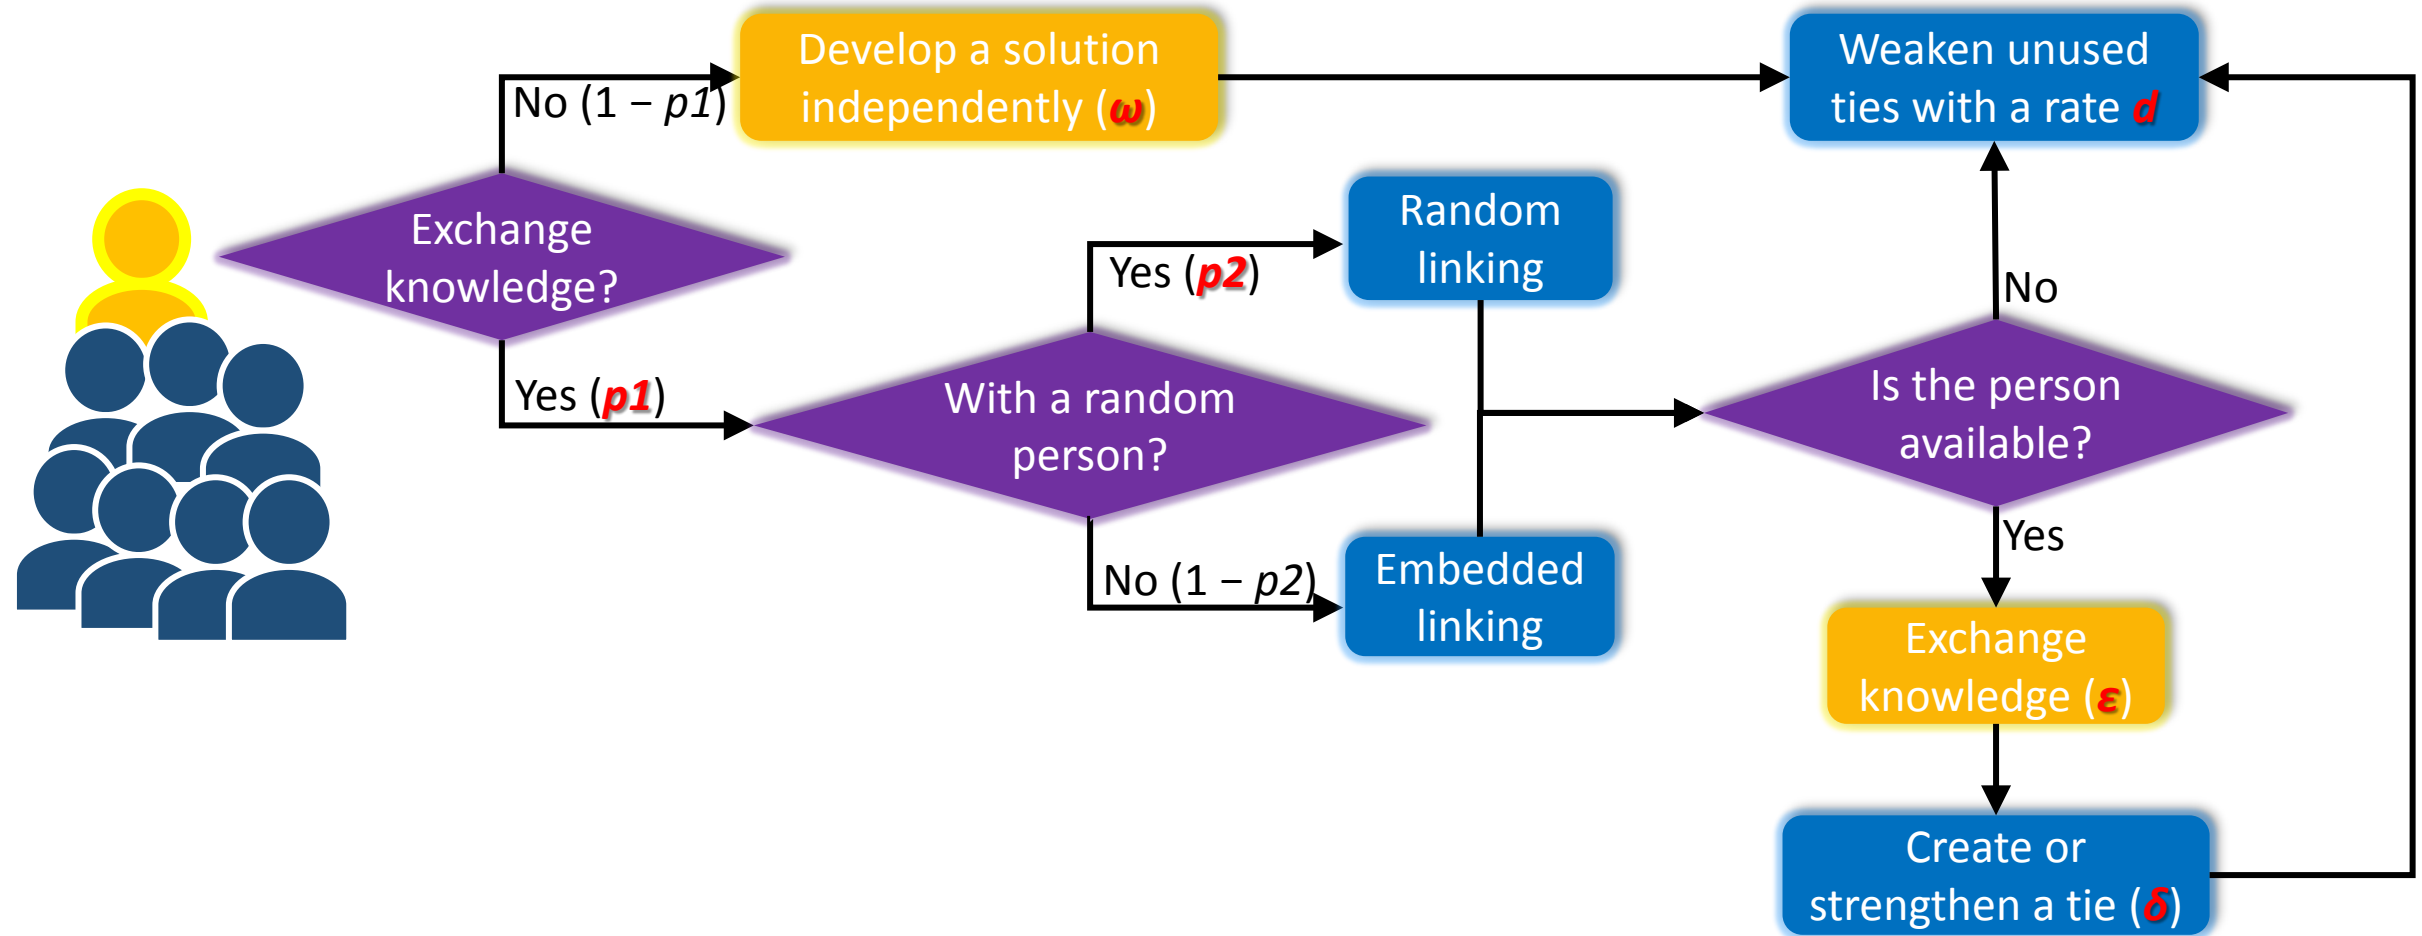 Develop a solution
independently (ω)
Weaken unused
ties with a rate d
No (1 – p1)
Exchange
knowledge?
Yes (p1)
With a random
person?
Yes (p2)
Random
linking
No (1 – p2)
Embedded
linking
Is the person
available?
No
Yes
Exchange
knowledge (ε)
Create or
strengthen a tie (δ)